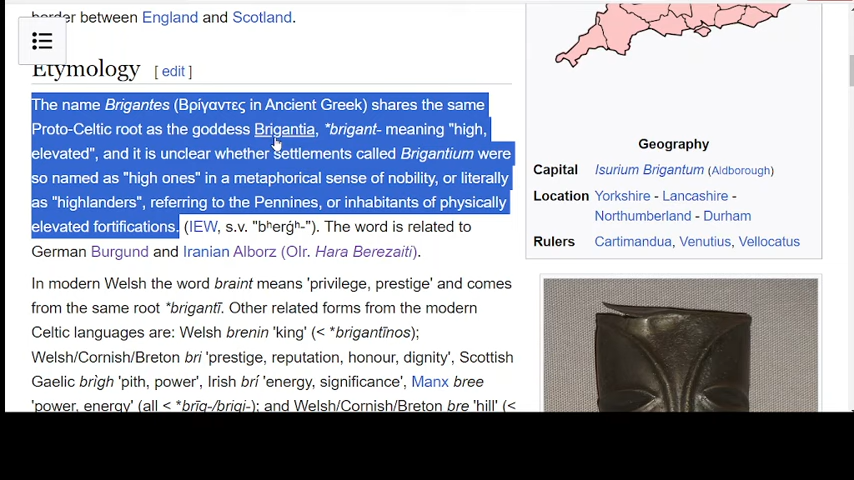 border between England and Scotland.
Etymology [ edit ]
The name Brigantes (Βρίγαντες in Ancient Greek) shares the same
Proto-Celtic root as the goddess Brigantia, *brigant- meaning "high,
elevated", and it is unclear whether settlements called Brigantium were
so named as "high ones" in a metaphorical sense of nobility, or literally
as "highlanders", referring to the Pennines, or inhabitants of physically
elevated fortifications. (IEW, s.v. "bʰerǵʰ-"). The word is related to
German Burgund and Iranian Alborz (OIr. Hara Berezaiti).
In modern Welsh the word braint means 'privilege, prestige' and comes
from the same root *brigantī. Other related forms from the modern
Celtic languages are: Welsh brenin 'king' (< *brigantīnos);
Welsh/Cornish/Breton bri 'prestige, reputation, honour, dignity', Scottish
Gaelic brìgh 'pith, power', Irish brí 'energy, significance', Manx bree
'power, energy' (all < *brīg-/brigi-); and Welsh/Cornish/Breton bre 'hill' (<
Geography
Capital Isurium Brigantum (Aldborough)
Location Yorkshire - Lancashire -
Northumberland - Durham
Rulers Cartimandua, Venutius, Vellocatus